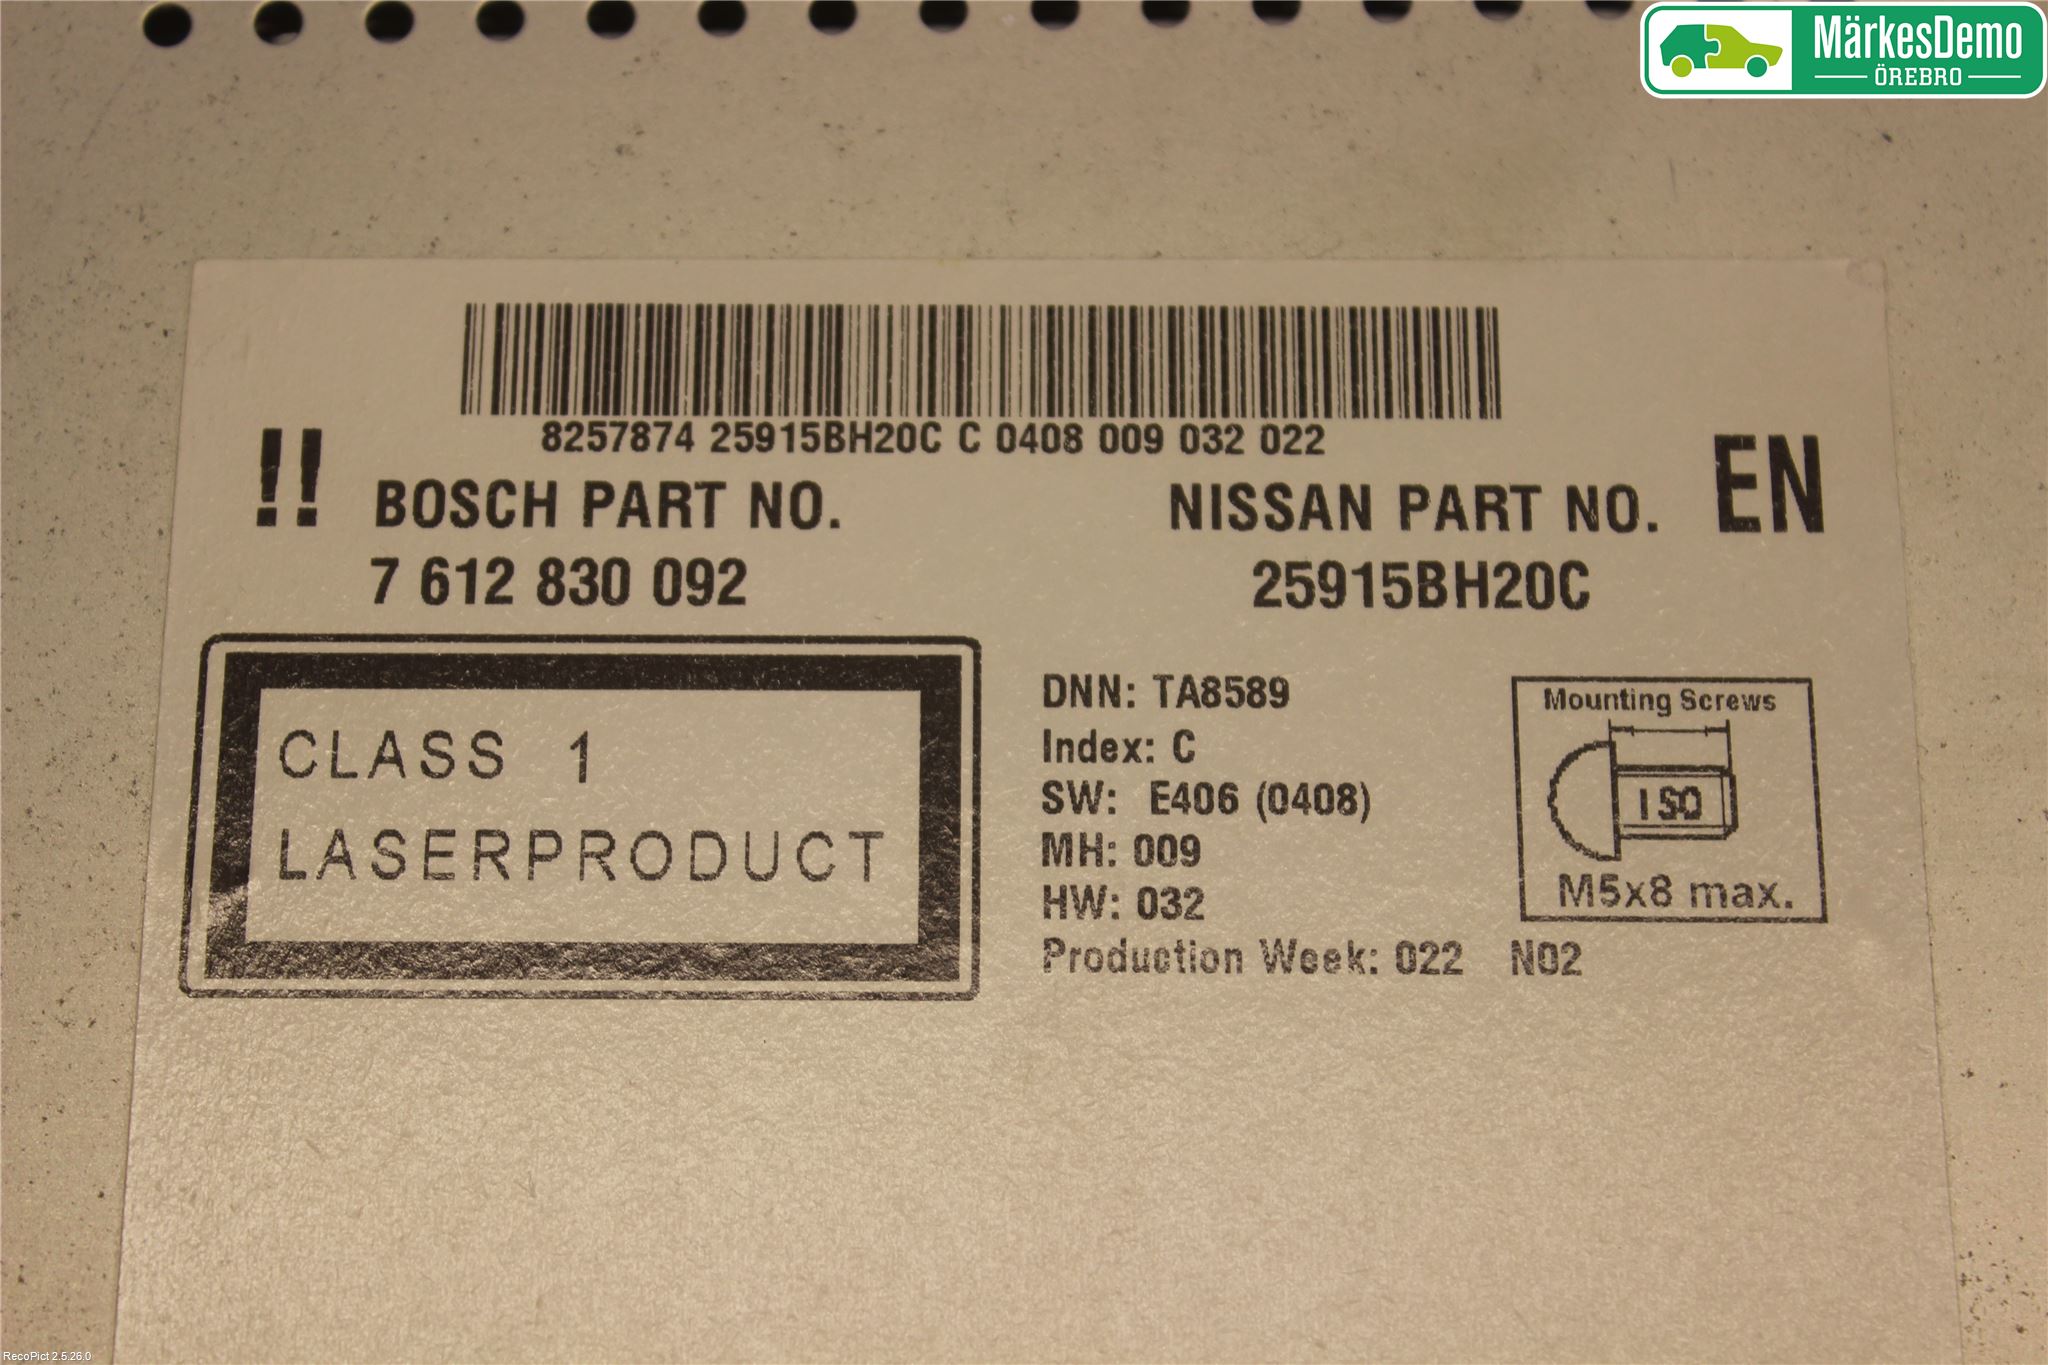 MärkesDemo
ÖREBRO
8257874 25915BH20C C 0408 009 032 022
!! BOSCH PART NO. NISSAN PART NO. EN
7 612 830 092 25915BH20C
CLASS 1
LASERPRODUCT
DNN: TA8589
Index: C
SW: E406 (0408)
MH: 009
HW: 032
Production Week: 022 N02
Mounting Screws
ISO
M5x8 max.
RecoPict 2.5.26.0